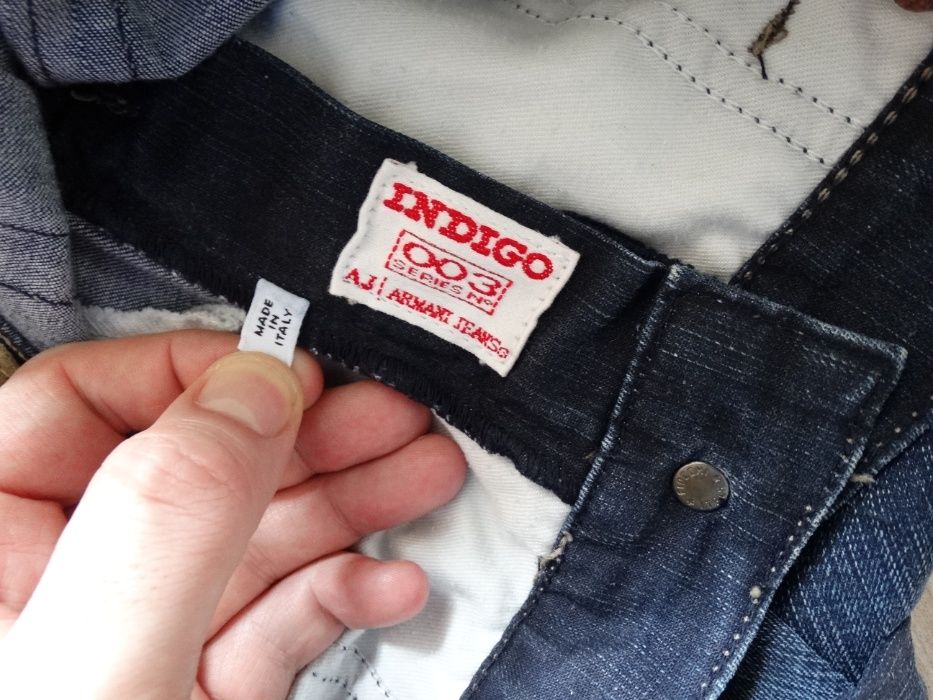 INDIGO
003
SERIES Nº
AJ ARMANI JEANS
MADE
IN
ITALY